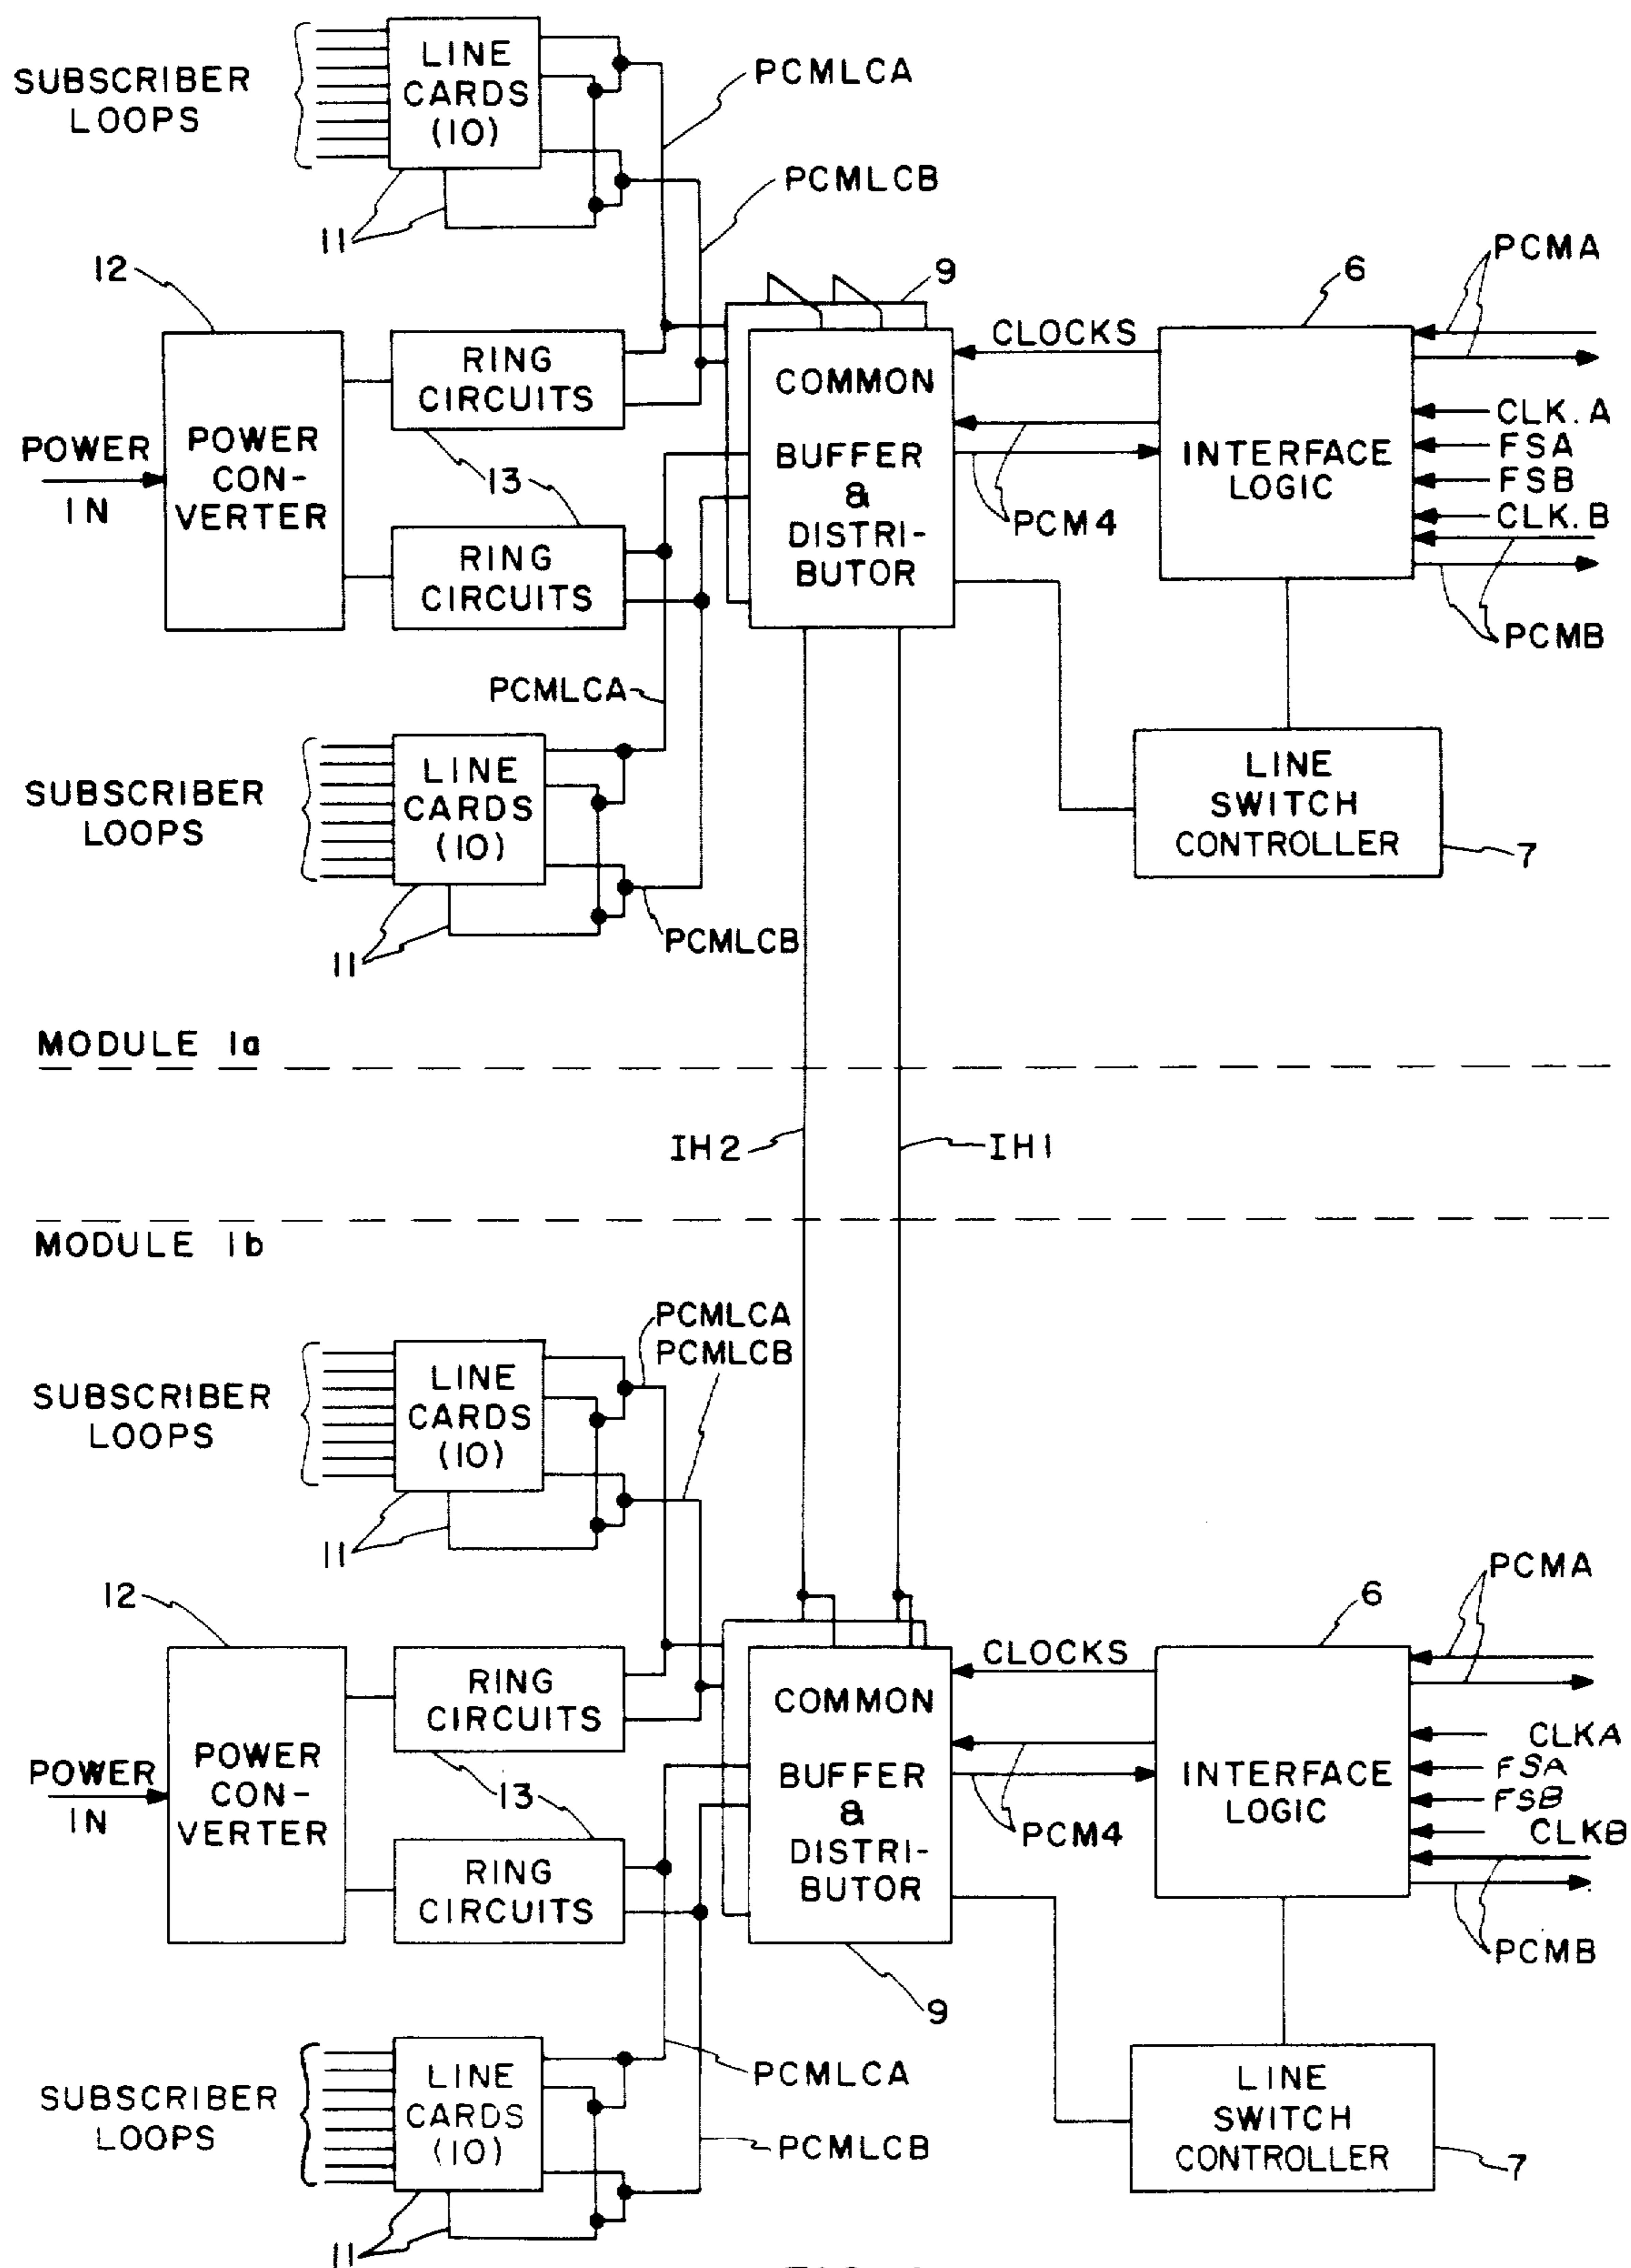 SUBSCRIBER
LOOPS
LINE
CARDS
(10)
PCMLCA
PCMLCB
11
12
9
6
PCMA
POWER
IN
POWER
CON-
VERTER
RING
CIRCUITS
13
RING
CIRCUITS
COMMON
BUFFER
&
DISTRI-
BUTOR
CLOCKS
PCM4
INTERFACE
LOGIC
CLK.A
FSA
FSB
CLK.B
PCMB
PCMLCA
SUBSCRIBER
LOOPS
LINE
CARDS
(10)
PCMLCB
11
LINE
SWITCH
CONTROLLER
7
MODULE 1a
IH2
IH1
MODULE 1b
PCMLCA
PCMLCB
SUBSCRIBER
LOOPS
LINE
CARDS
(10)
11
12
6
PCMA
POWER
IN
POWER
CON-
VERTER
RING
CIRCUITS
13
RING
CIRCUITS
COMMON
BUFFER
&
DISTRI-
BUTOR
CLOCKS
PCM4
INTERFACE
LOGIC
CLKA
FSA
FSB
CLKB
PCMB
9
SUBSCRIBER
LOOPS
LINE
CARDS
(10)
PCMLCA
PCMLCB
11
LINE
SWITCH
CONTROLLER
7